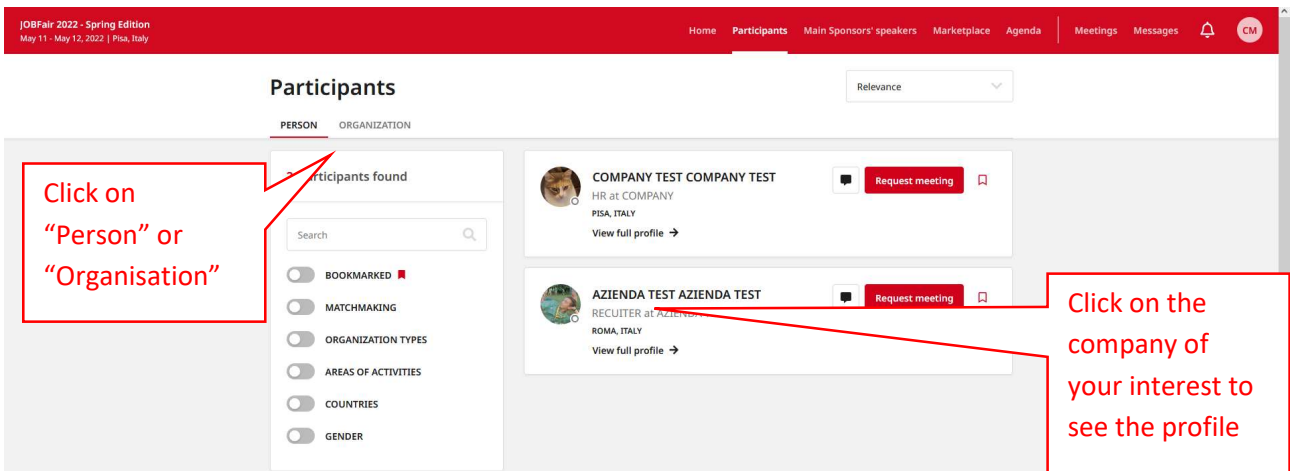 JOBFair 2022 - Spring Edition
May 11 - May 12, 2022 | Pisa, Italy
Home Participants Main Sponsors' speakers Marketplace Agenda Meetings Messages CM
Participants
Relevance
PERSON ORGANIZATION
participants found
Search
BOOKMARKED
MATCHMAKING
ORGANIZATION TYPES
AREAS OF ACTIVITIES
COUNTRIES
GENDER
COMPANY TEST COMPANY TEST
HR at COMPANY
PISA, ITALY
View full profile →
Request meeting
AZIENDA TEST AZIENDA TEST
RECUITER at AZIENDA
ROMA, ITALY
View full profile →
Request meeting
Click on
“Person” or
“Organisation”
Click on the
company of
your interest to
see the profile